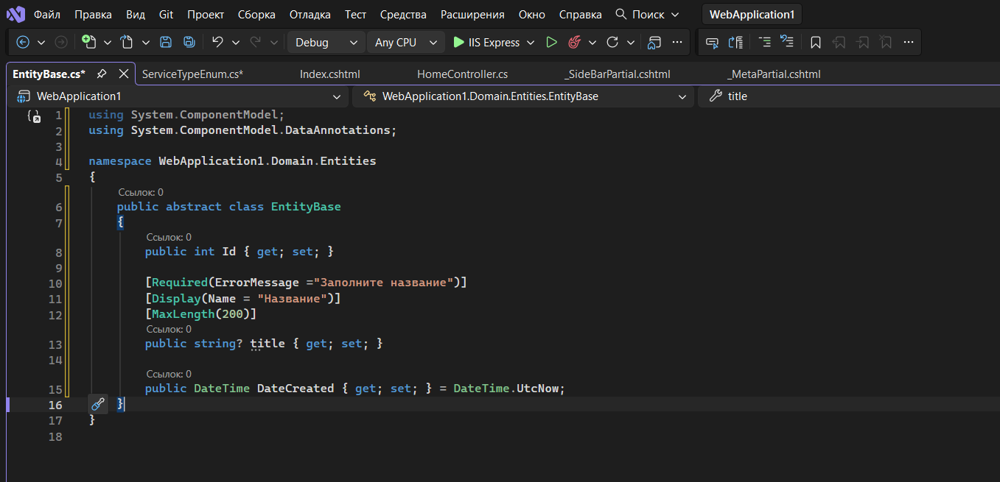 Файл Правка Вид Git Проект Сборка Отладка Тест Средства Расширения Окно Справка Поиск WebApplication1
Debug Any CPU IIS Express
EntityBase.cs* ServiceTypeEnum.cs* Index.cshtml HomeController.cs _SideBarPartial.cshtml _MetaPartial.cshtml
WebApplication1 WebApplication1.Domain.Entities.EntityBase title
1 using System.ComponentModel;
2 using System.ComponentModel.DataAnnotations;
3
4 namespace WebApplication1.Domain.Entities
5 {
Ссылок: 0
6 public abstract class EntityBase
7 {
Ссылок: 0
8 public int Id { get; set; }
9
10 [Required(ErrorMessage ="Заполните название")]
11 [Display(Name = "Название")]
12 [MaxLength(200)]
Ссылок: 0
13 public string? title { get; set; }
14
Ссылок: 0
15 public DateTime DateCreated { get; set; } = DateTime.UtcNow;
16 }
17 }
18